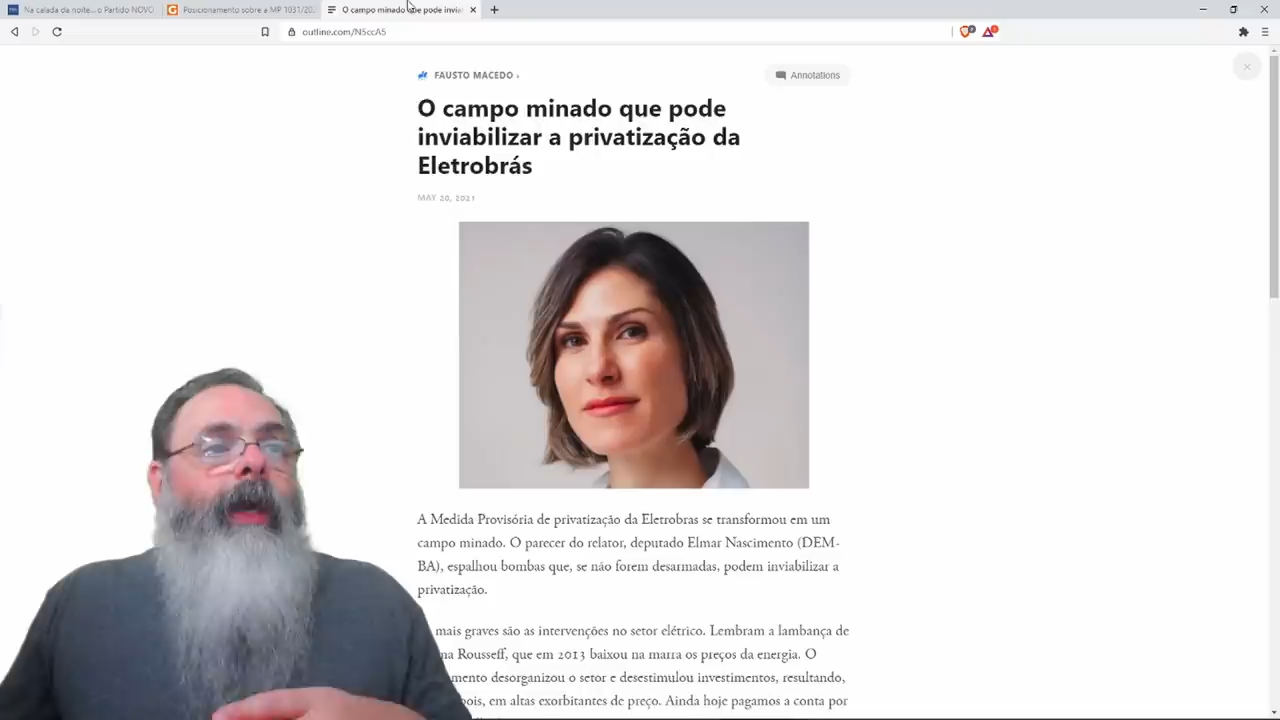 Na calada da noite... o Partido NOVO
Posicionamento sobre a MP 1031/20
O campo minado que pode invia
outline.com/N5ccA5
FAUSTO MACEDO ›
Annotations
O campo minado que pode
inviabilizar a privatização da
Eletrobrás
MAY 20, 2021
A Medida Provisória de privatização da Eletrobras se transformou em um
campo minado. O parecer do relator, deputado Elmar Nascimento (DEM-
BA), espalhou bombas que, se não forem desarmadas, podem inviabilizar a
privatização.
mais graves são as intervenções no setor elétrico. Lembram a lambança de
na Rousseff, que em 2013 baixou na marra os preços da energia. O
mento desorganizou o setor e desestimulou investimentos, resultando,
pois, em altas exorbitantes de preço. Ainda hoje pagamos a conta por